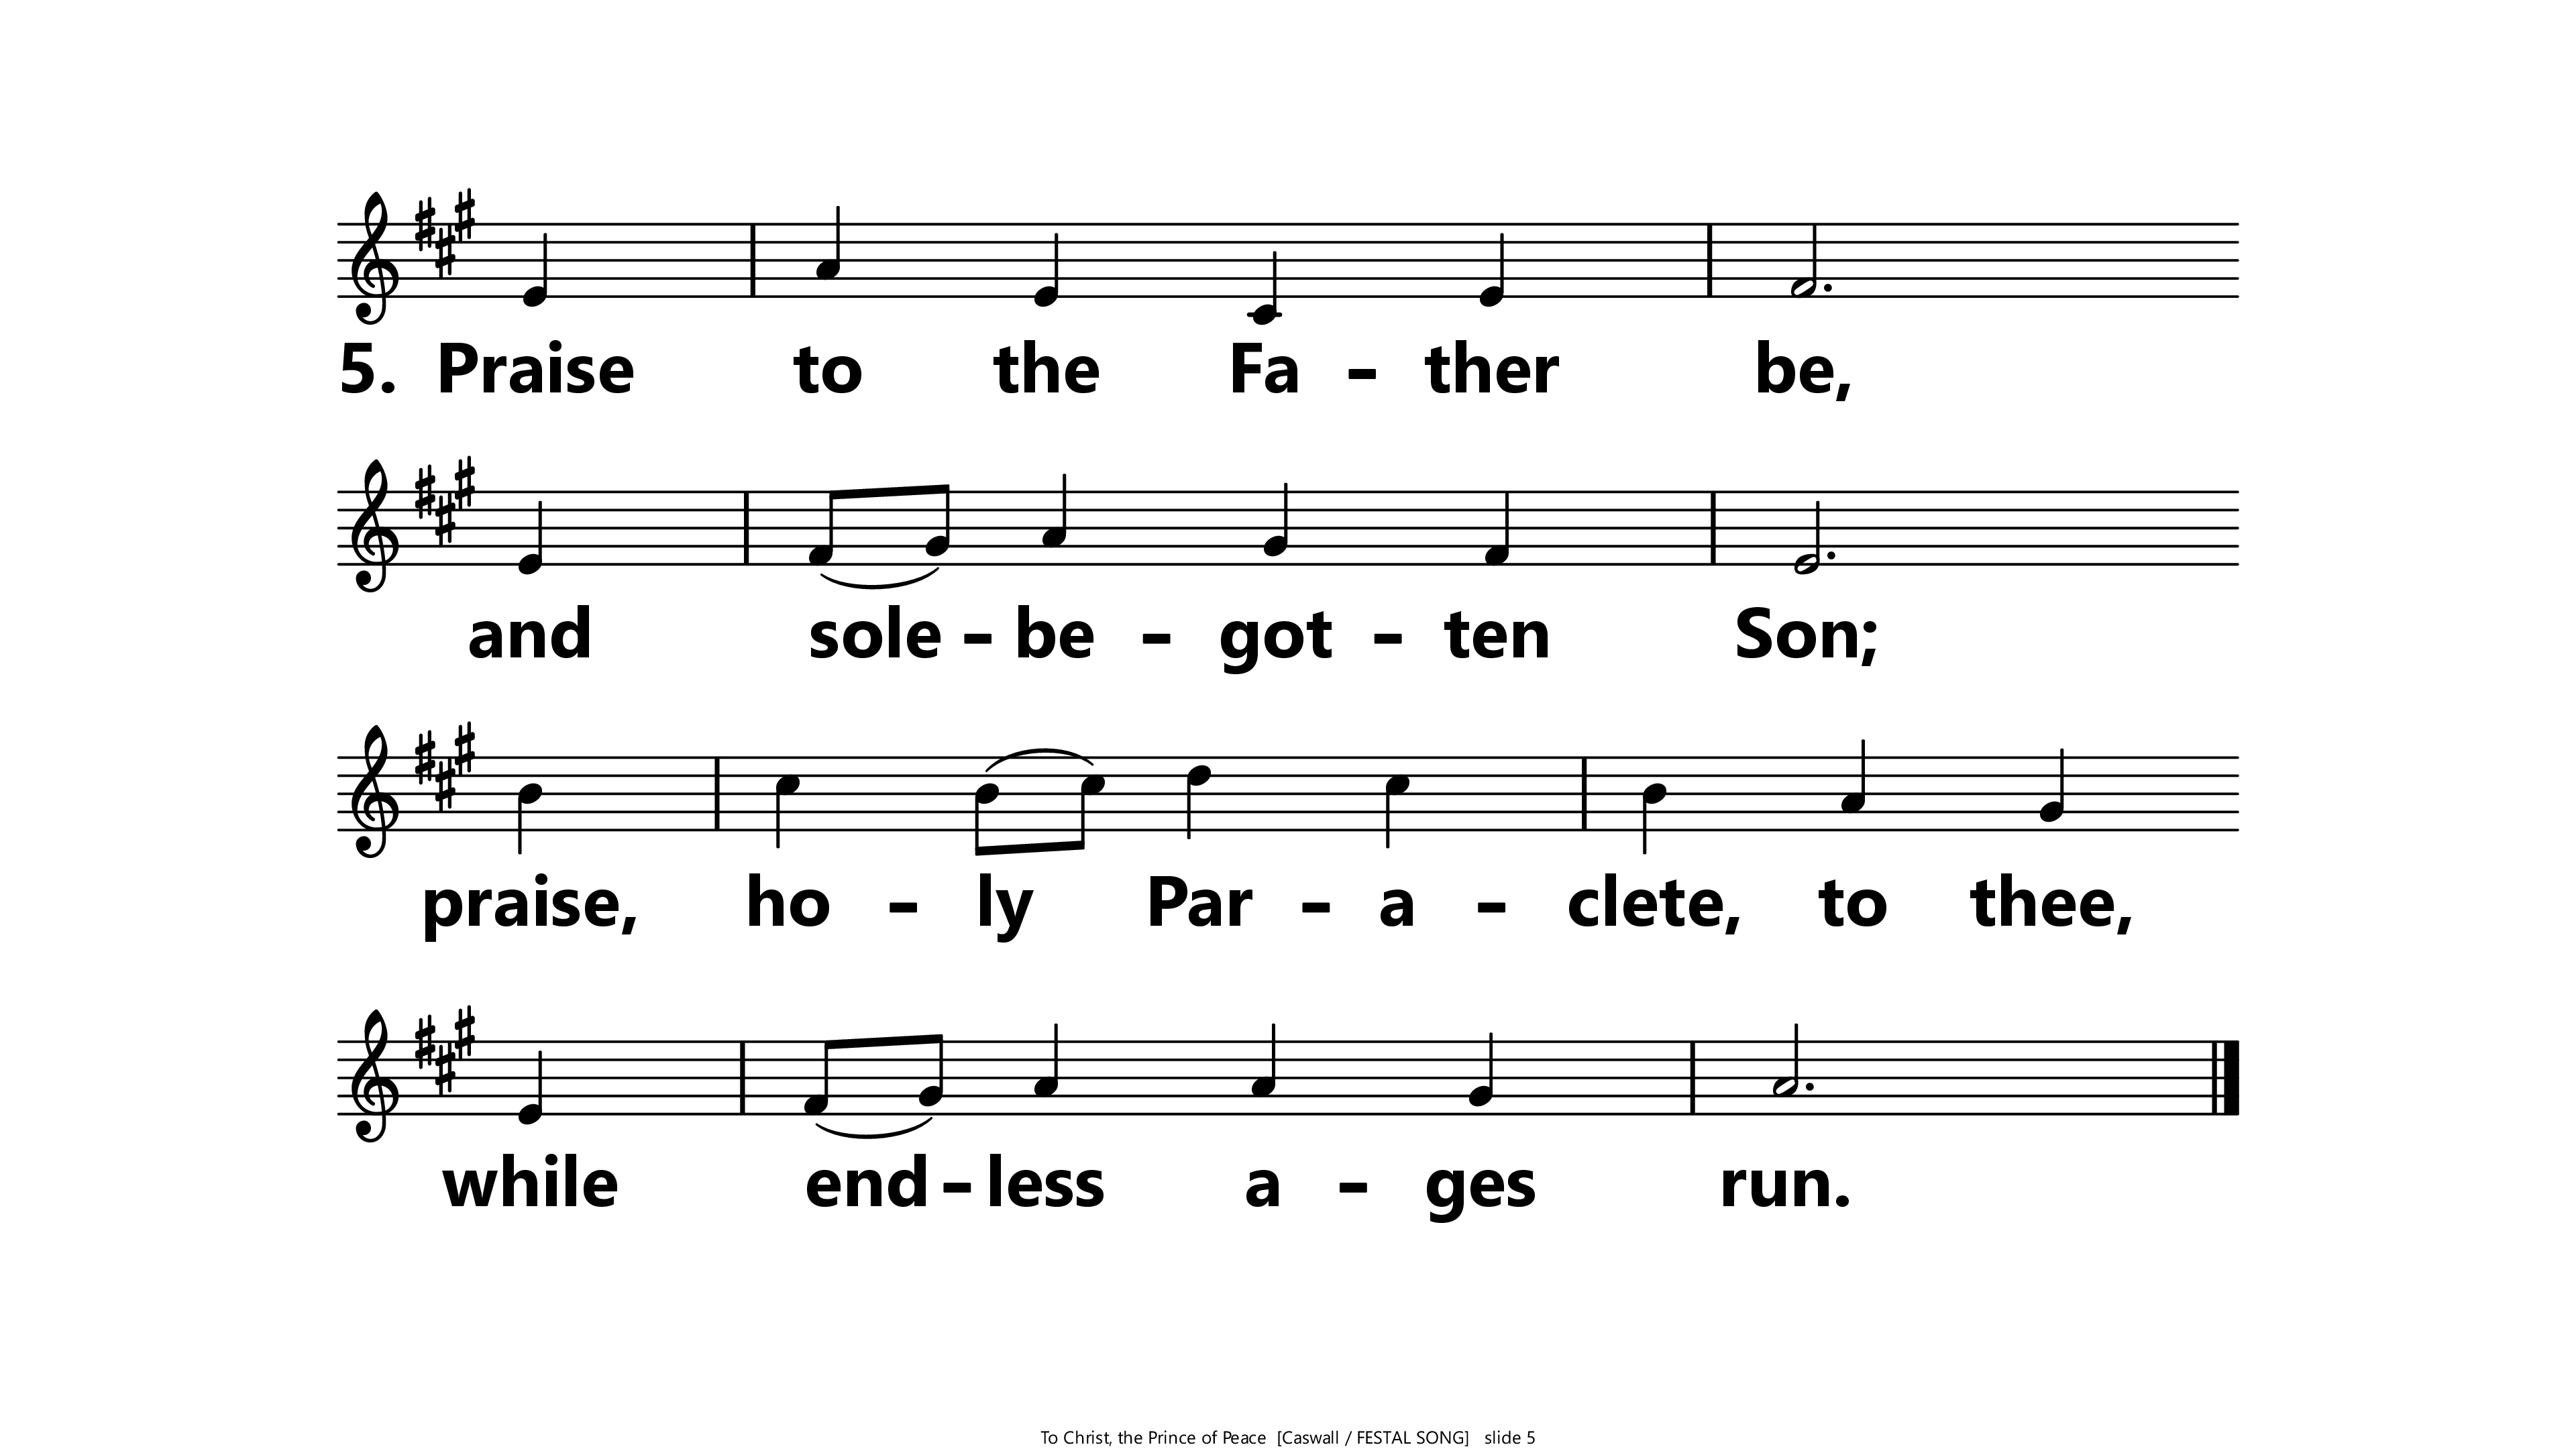 5. Praise to the Fa - ther be,
and sole - be - got - ten Son;
praise, ho - ly Par - a - clete, to thee,
while end - less a - ges run.
To Christ, the Prince of Peace [Caswall / FESTAL SONG] slide 5